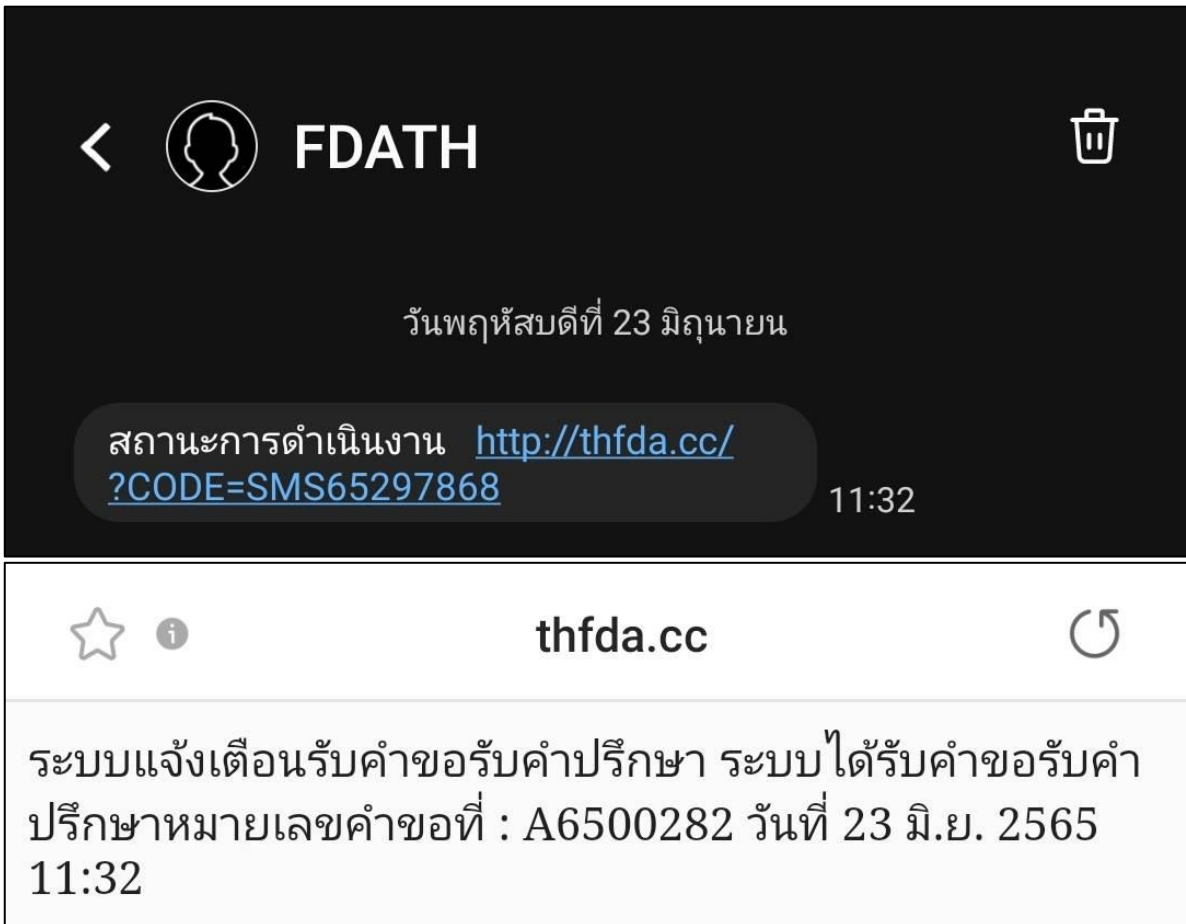 FDATH
วันพฤหัสบดีที่ 23 มิถุนายน
สถานะการดำเนินงาน http://thfda.cc/
?CODE=SMS65297868
11:32
thfda.cc
ระบบแจ้งเตือนรับคำขอรับคำปรึกษา ระบบได้รับคำขอรับคำ
ปรึกษาหมายเลขคำขอที่ : A6500282 วันที่ 23 มิ.ย. 2565
11:32